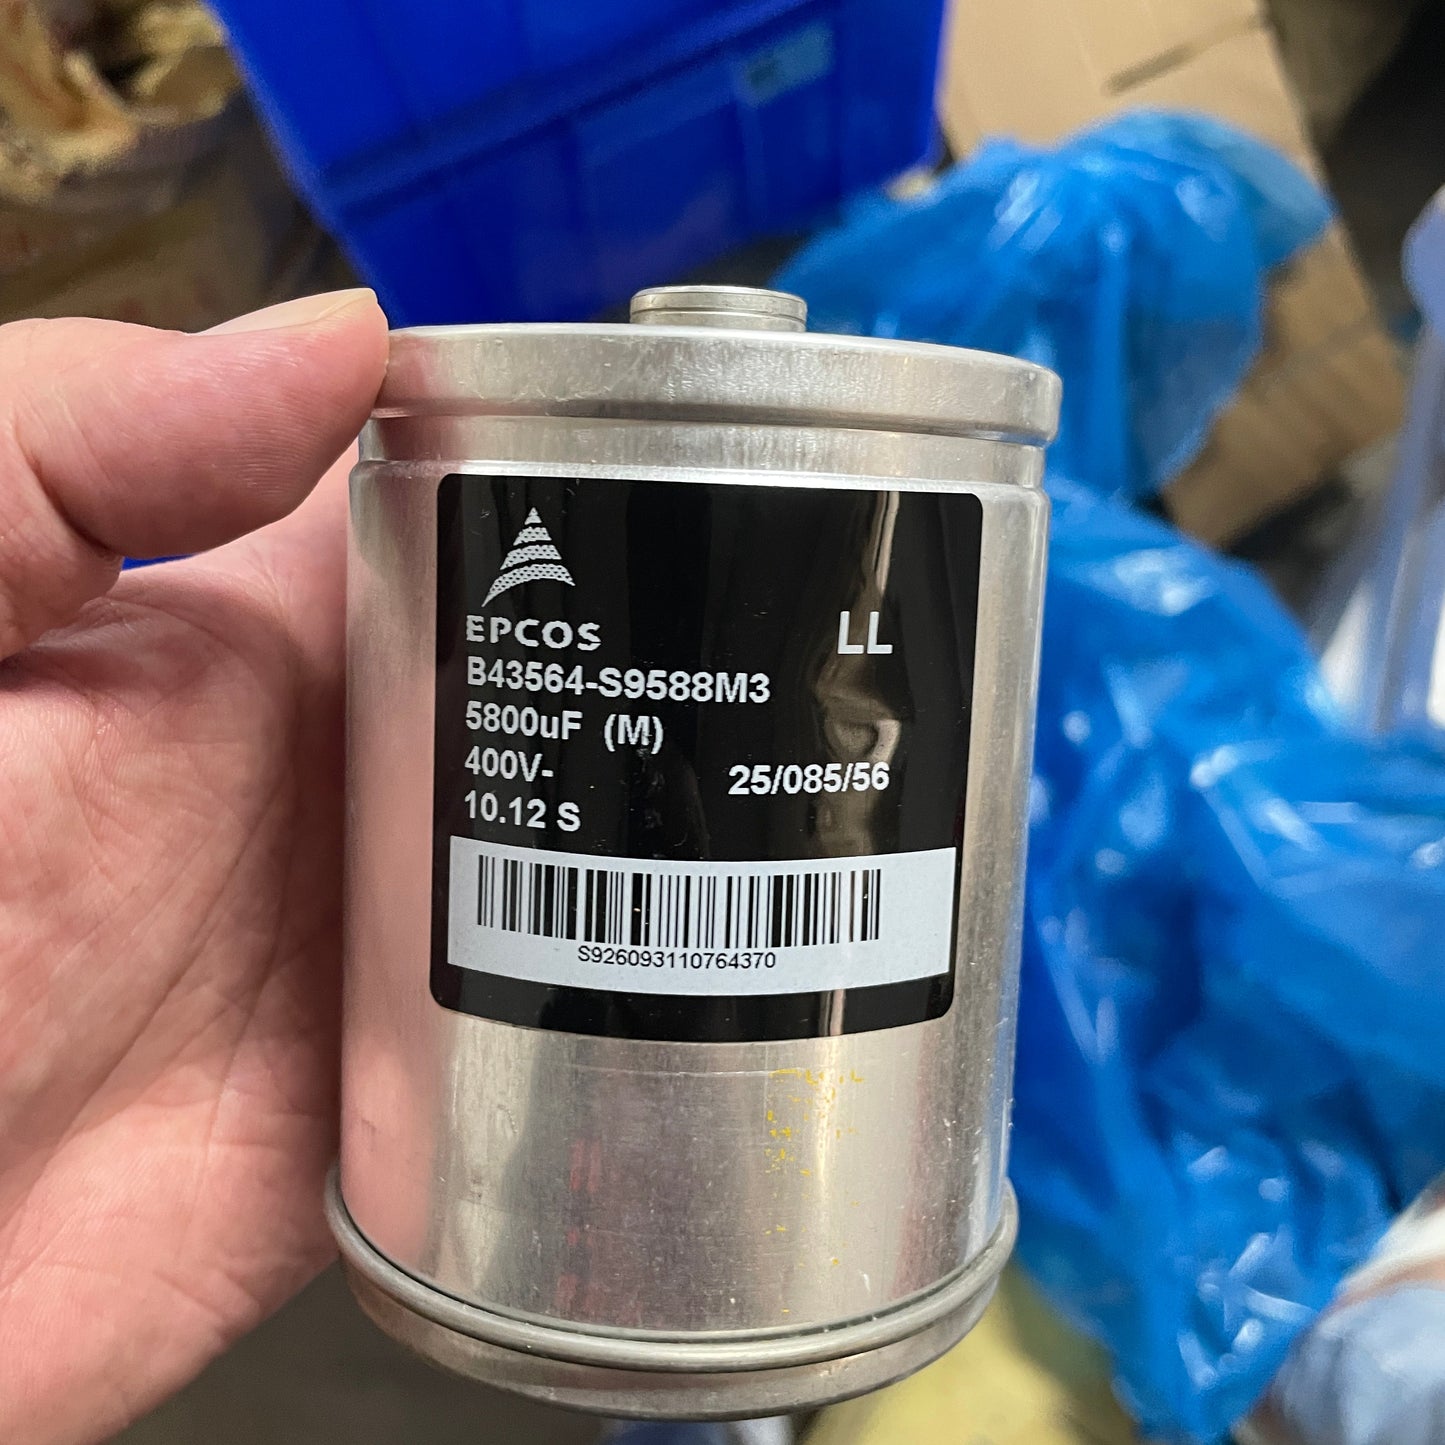 EPCOS
LL
B43564-S9588M3
5800uF (M)
400V-
25/085/56
10.12 S
S926093110764370